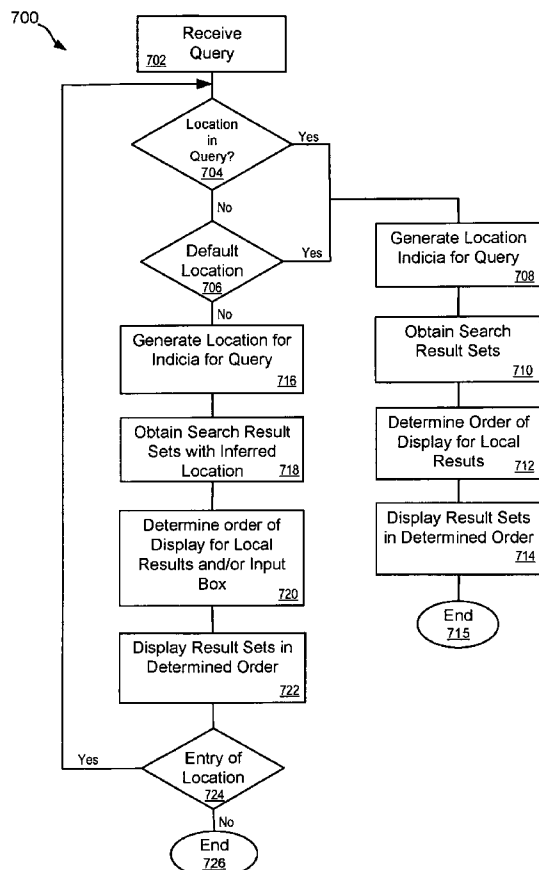 700
Receive
Query
702
Location
in
Query?
704
Yes
No
Default
Location
706
Yes
No
Generate Location
Indicia for Query
708
Obtain Search
Result Sets
710
Determine Order of
Display for Local
Resuts
712
Display Result Sets
in Determined Order
714
End
715
Generate Location for
Indicia for Query
716
Obtain Search Result
Sets with Inferred
Location
718
Determine order of
Display for Local
Results and/or Input
Box
720
Display Result Sets in
Determined Order
722
Entry of
Location
724
Yes
No
End
726